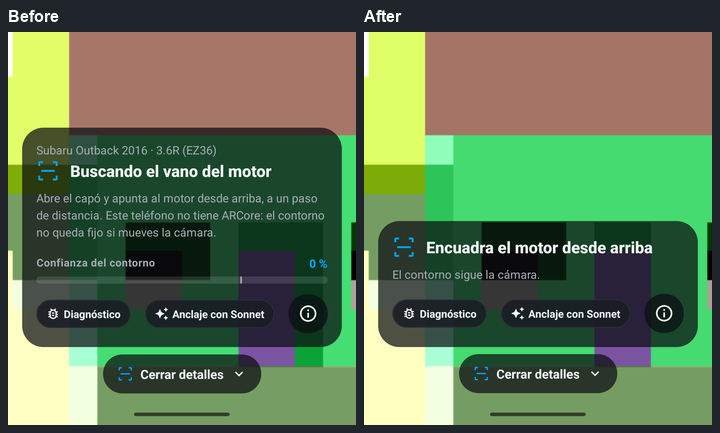 Before
Subaru Outback 2016 · 3.6R (EZ36)
Buscando el vano del motor
Abre el capó y apunta al motor desde arriba, a un paso
de distancia. Este teléfono no tiene ARCore: el contorno
no queda fijo si mueves la cámara.
Confianza del contorno 0 %
Diagnóstico Anclaje con Sonnet
Cerrar detalles
After
Encuadra el motor desde arriba
El contorno sigue la cámara.
Diagnóstico Anclaje con Sonnet
Cerrar detalles